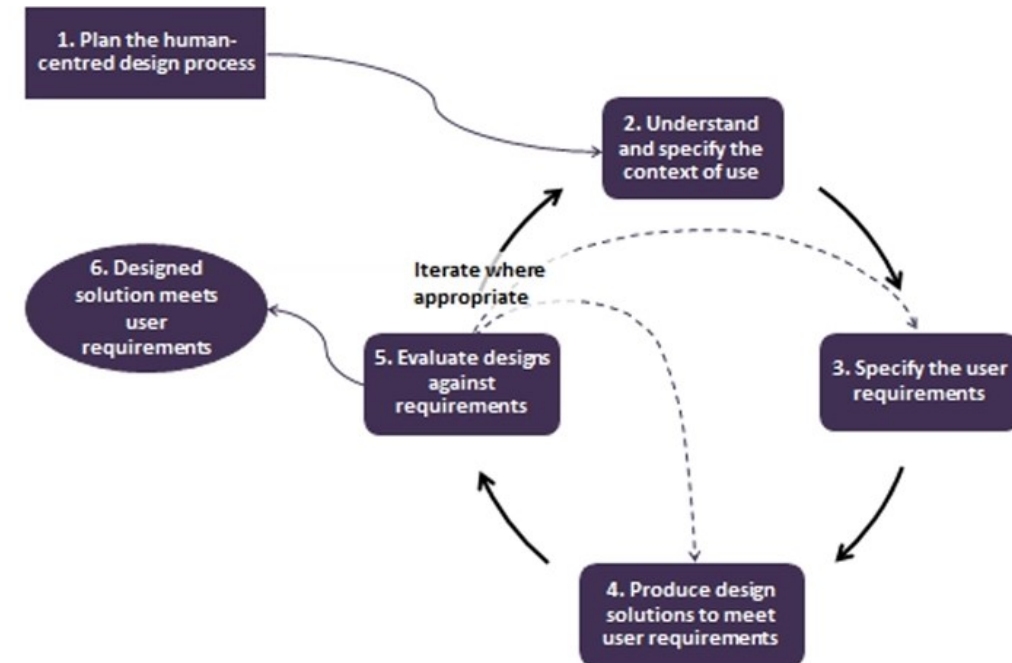 1. Plan the human-
centred design process
2. Understand
and specify the
context of use
6. Designed
solution meets
user
requirements
Iterate where
appropriate
5. Evaluate designs
against
requirements
3. Specify the user
requirements
4. Produce design
solutions to meet
user requirements